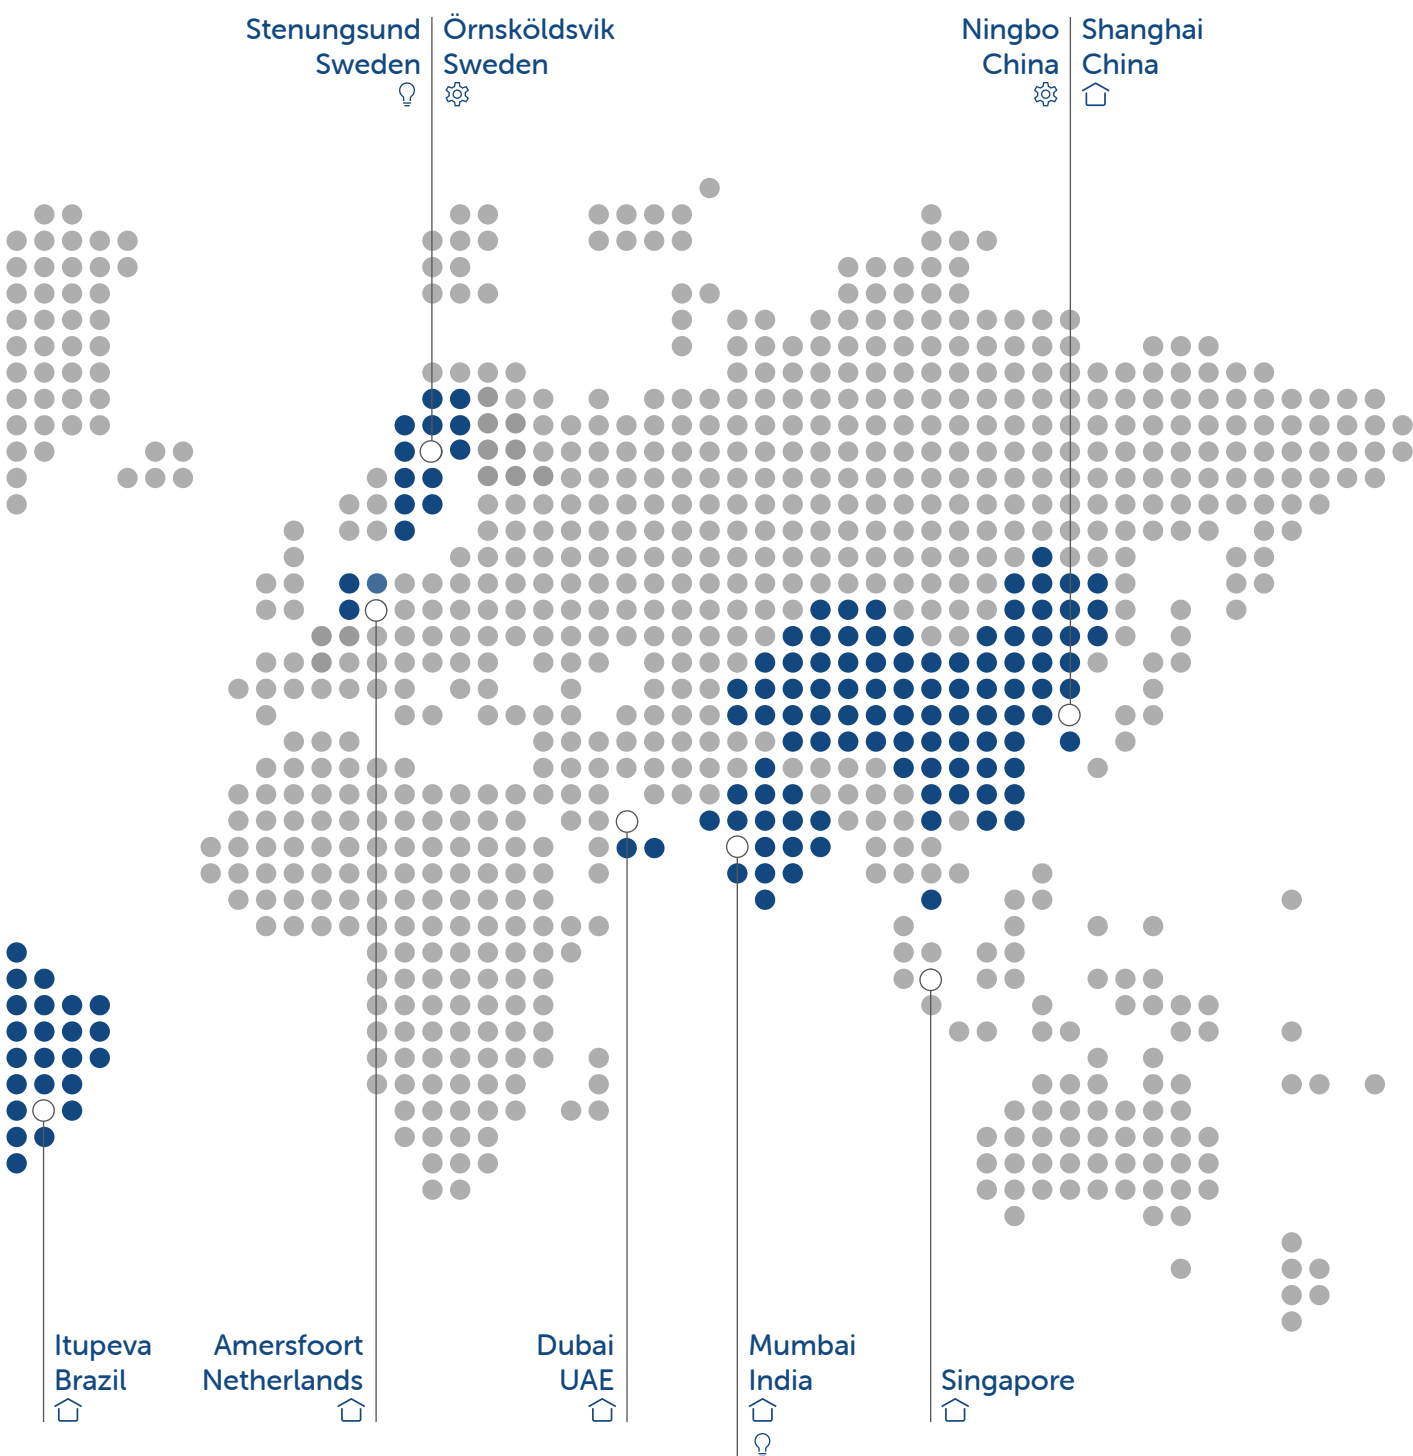 Stenungsund
Sweden
Örnsköldsvik
Sweden
Ningbo
China
Shanghai
China
Itupeva
Brazil
Amersfoort
Netherlands
Dubai
UAE
Mumbai
India
Singapore